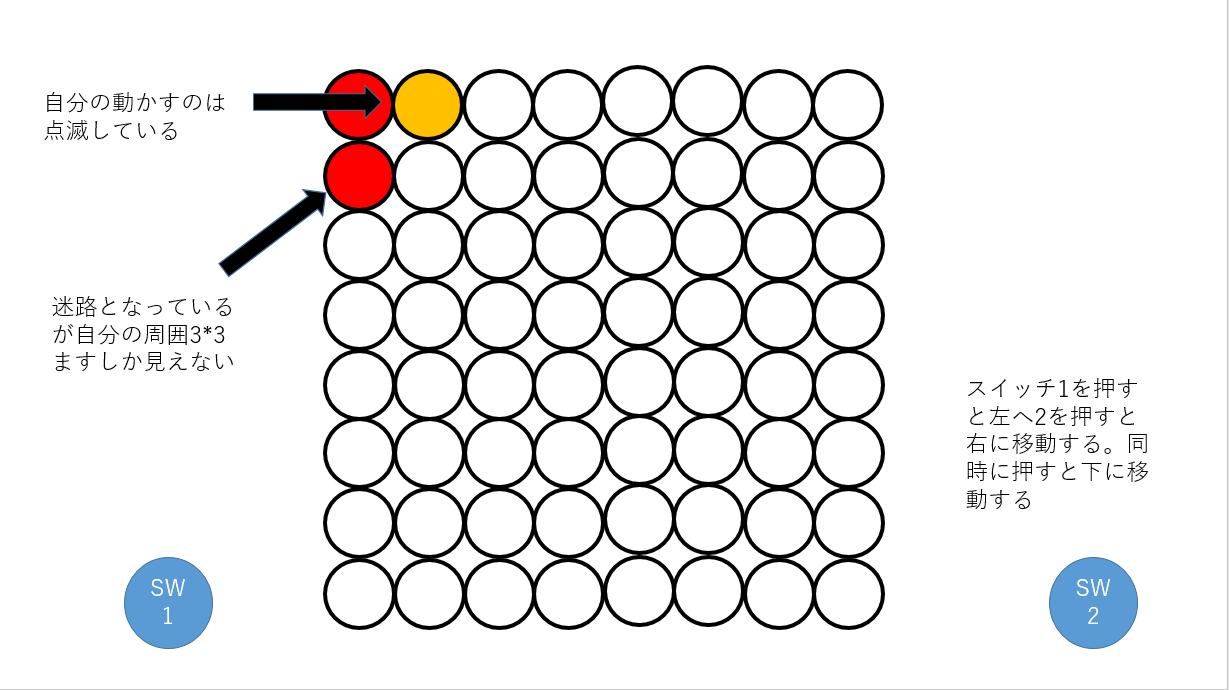 自分の動かすのは
点滅している
迷路となっている
が自分の周囲3*3
ますしか見えない
スイッチ1を押す
と左へ2を押すと
右に移動する。同
時に押すと下に移
動する
SW
1
SW
2